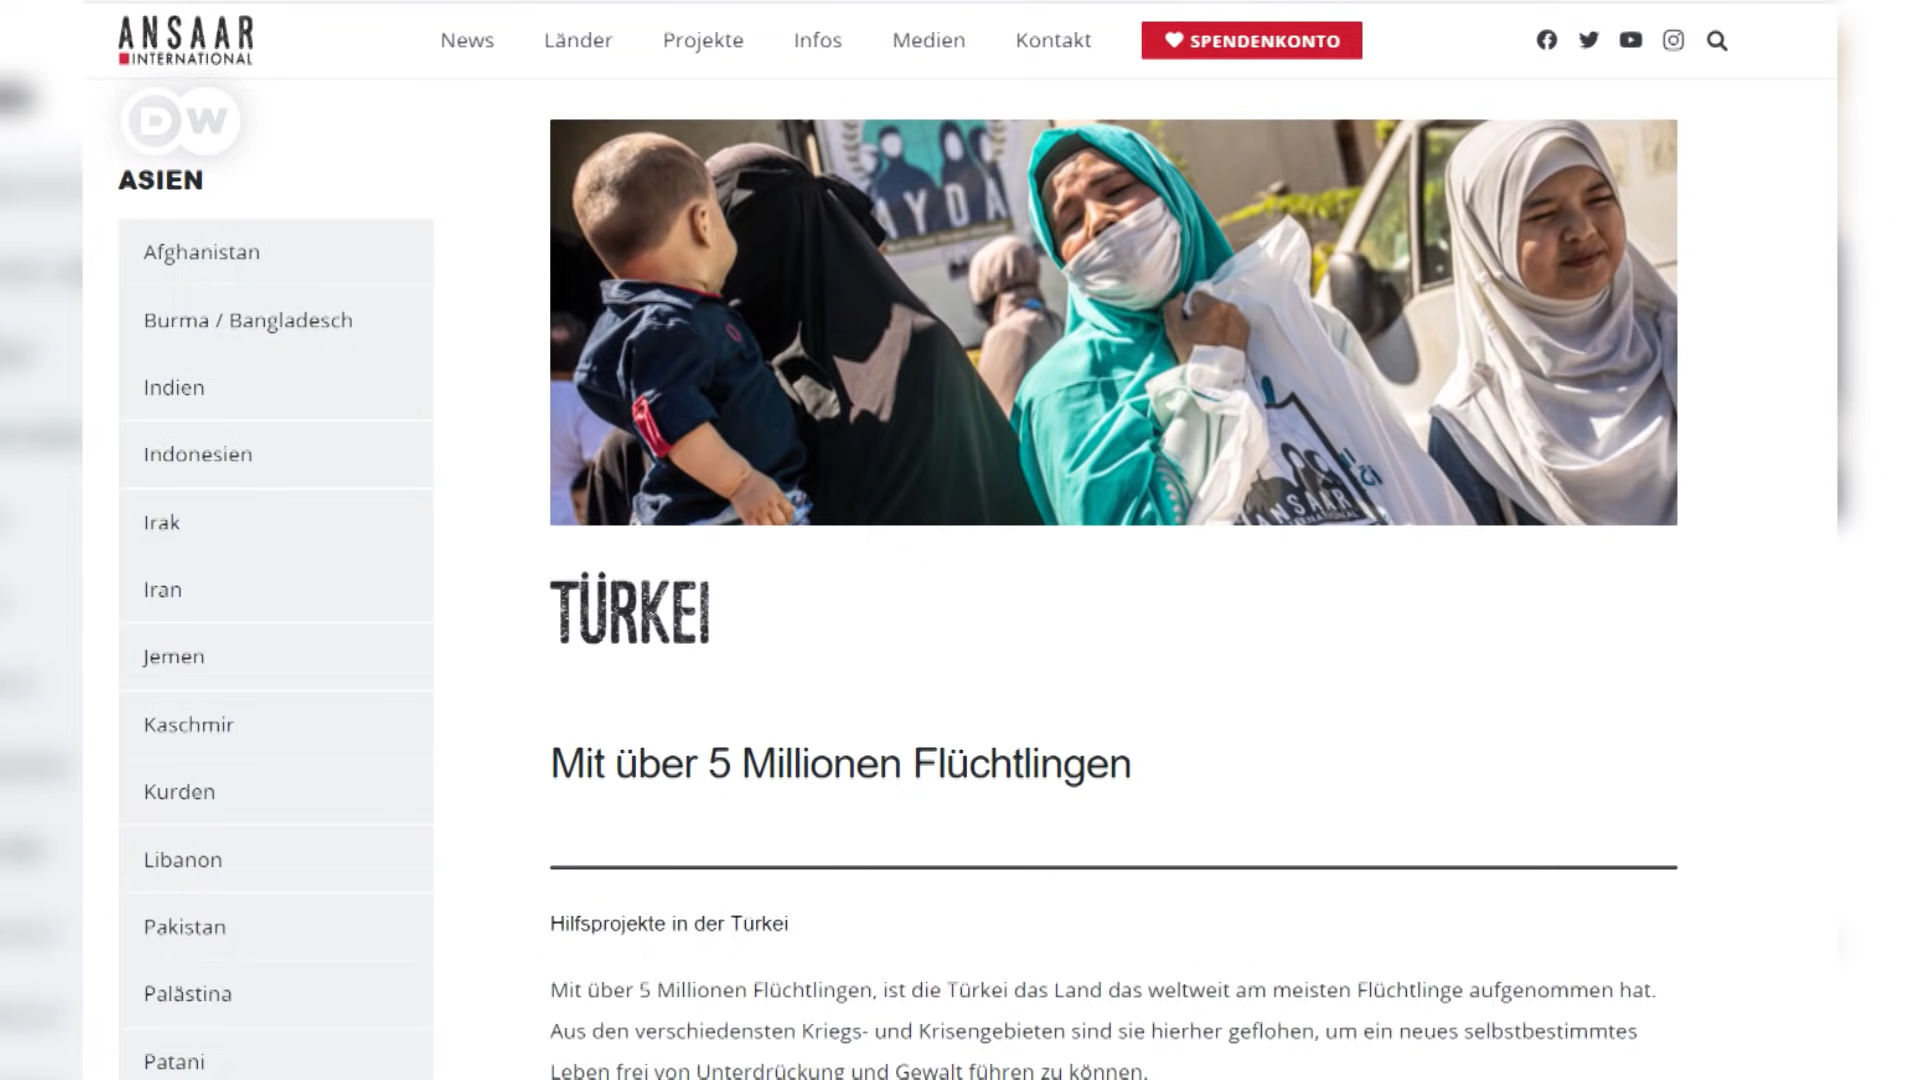 ANSAAR
INTERNATIONAL
News Länder Projekte Infos Medien Kontakt SPENDENKONTO
DW
ASIEN
Afghanistan
Burma / Bangladesch
Indien
Indonesien
Irak
Iran
Jemen
Kaschmir
Kurden
Libanon
Pakistan
Palästina
Patani
AYDA
ANSAAR
INTERNATIONAL
TÜRKEI
Mit über 5 Millionen Flüchtlingen
Hilfsprojekte in der Türkei
Mit über 5 Millionen Flüchtlingen, ist die Türkei das Land das weltweit am meisten Flüchtlinge aufgenommen hat.
Aus den verschiedensten Kriegs- und Krisengebieten sind sie hierher geflohen, um ein neues selbstbestimmtes
Leben frei von Unterdrückung und Gewalt führen zu können.